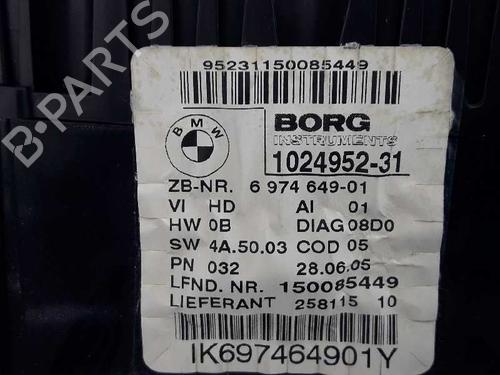 95231150085449
BMW
BORG
INSTRUMENTS
1024952-31
ZB-NR. 6 974 649-01
VI HD AI 01
HW 0B DIAG 08D0
SW 4A.50.03 COD 05
PN 032 28.06.05
LFND. NR. 150085449
LIEFERANT 258115 10
IK697464901Y
B-PARTS